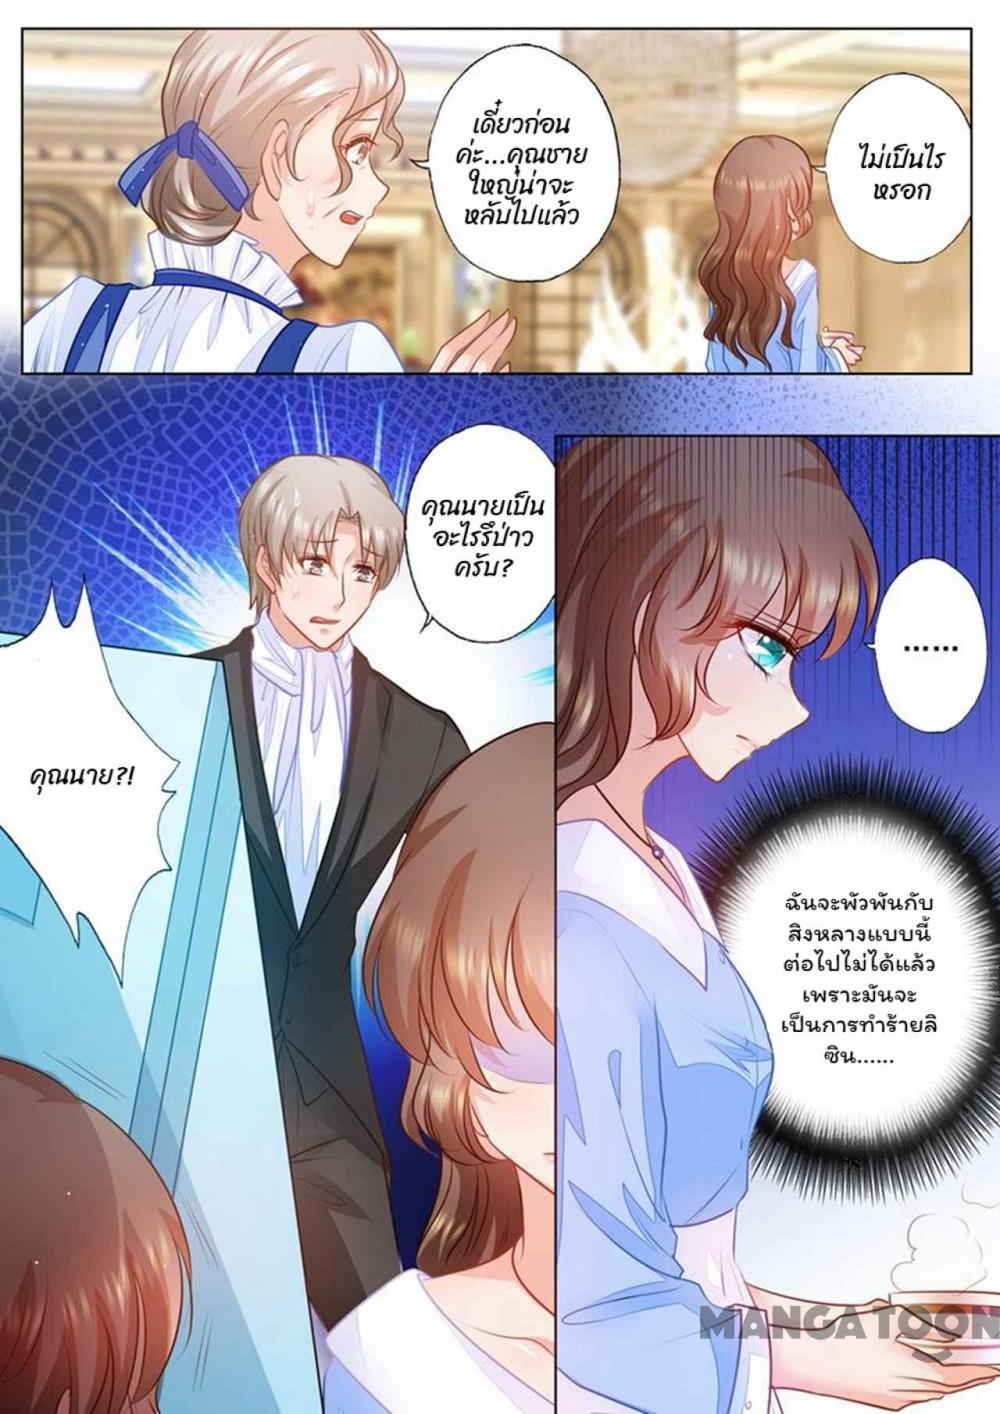 เดี๋ยวก่อน
ค่ะ...คุณชาย
ใหญ่น่าจะ
หลับไปแล้ว
ไม่เป็นไร
หรอก
คุณนายเป็น
อะไรรึป่าว
ครับ?
......
คุณนาย?!
ฉันจะพัวพันกับ
สิงหลางแบบนี้
ต่อไปไม่ได้แล้ว
เพราะมันจะ
เป็นการทำร้ายลิ
ซิน......
MANGATOON